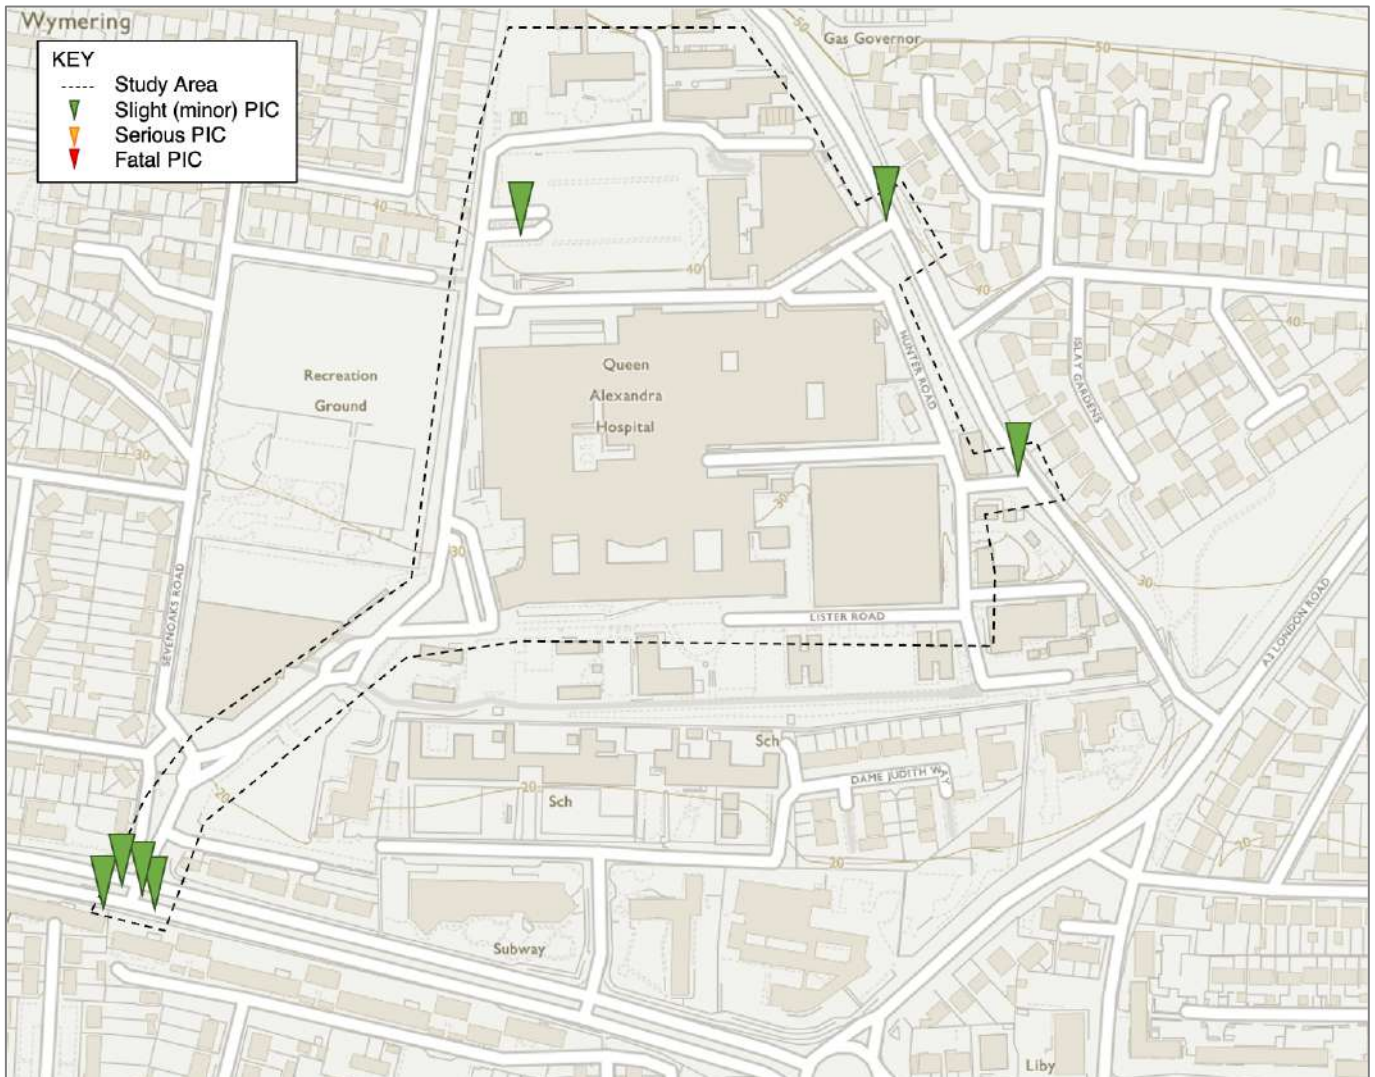 Wymering
KEY
Study Area
Slight (minor) PIC
Serious PIC
Fatal PIC
50
Gas Governor
50
40
40
40
40
HUNTER ROAD
ISLAY GARDENS
Recreation
Ground
Queen
Alexandra
Hospital
30
30
30
30
SEVENOAKS ROAD
LISTER ROAD
A3 LONDON ROAD
Sch
DAME JUDITH WAY
20
20
Sch
20
20
Subway
Liby